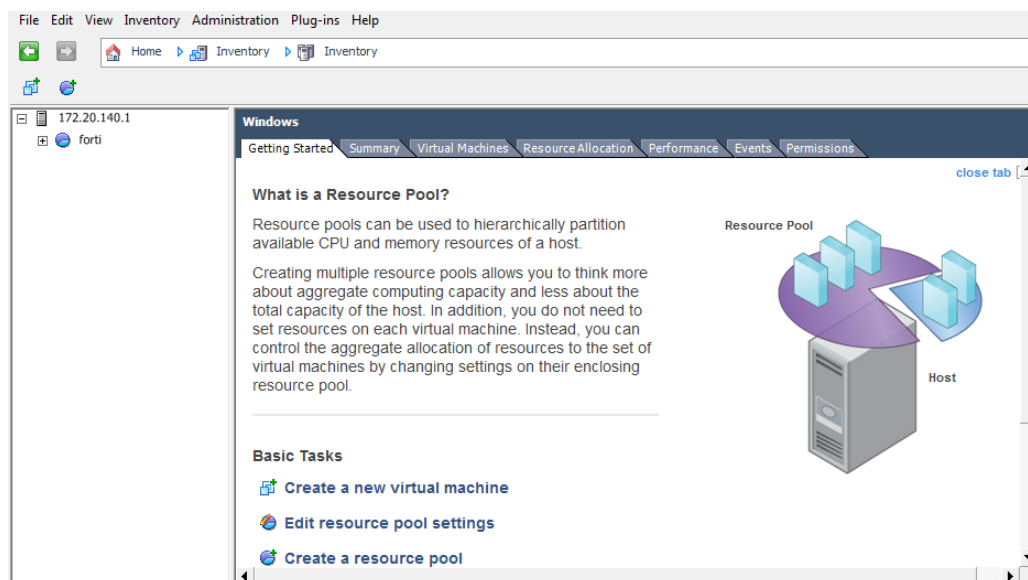 File Edit View Inventory Administration Plug-ins Help
Home Inventory Inventory
172.20.140.1
forti
Windows
Getting Started Summary Virtual Machines Resource Allocation Performance Events Permissions
close tab
What is a Resource Pool?
Resource pools can be used to hierarchically partition
available CPU and memory resources of a host.
Creating multiple resource pools allows you to think more
about aggregate computing capacity and less about the
total capacity of the host. In addition, you do not need to
set resources on each virtual machine. Instead, you can
control the aggregate allocation of resources to the set of
virtual machines by changing settings on their enclosing
resource pool.
Resource Pool
Host
Basic Tasks
Create a new virtual machine
Edit resource pool settings
Create a resource pool